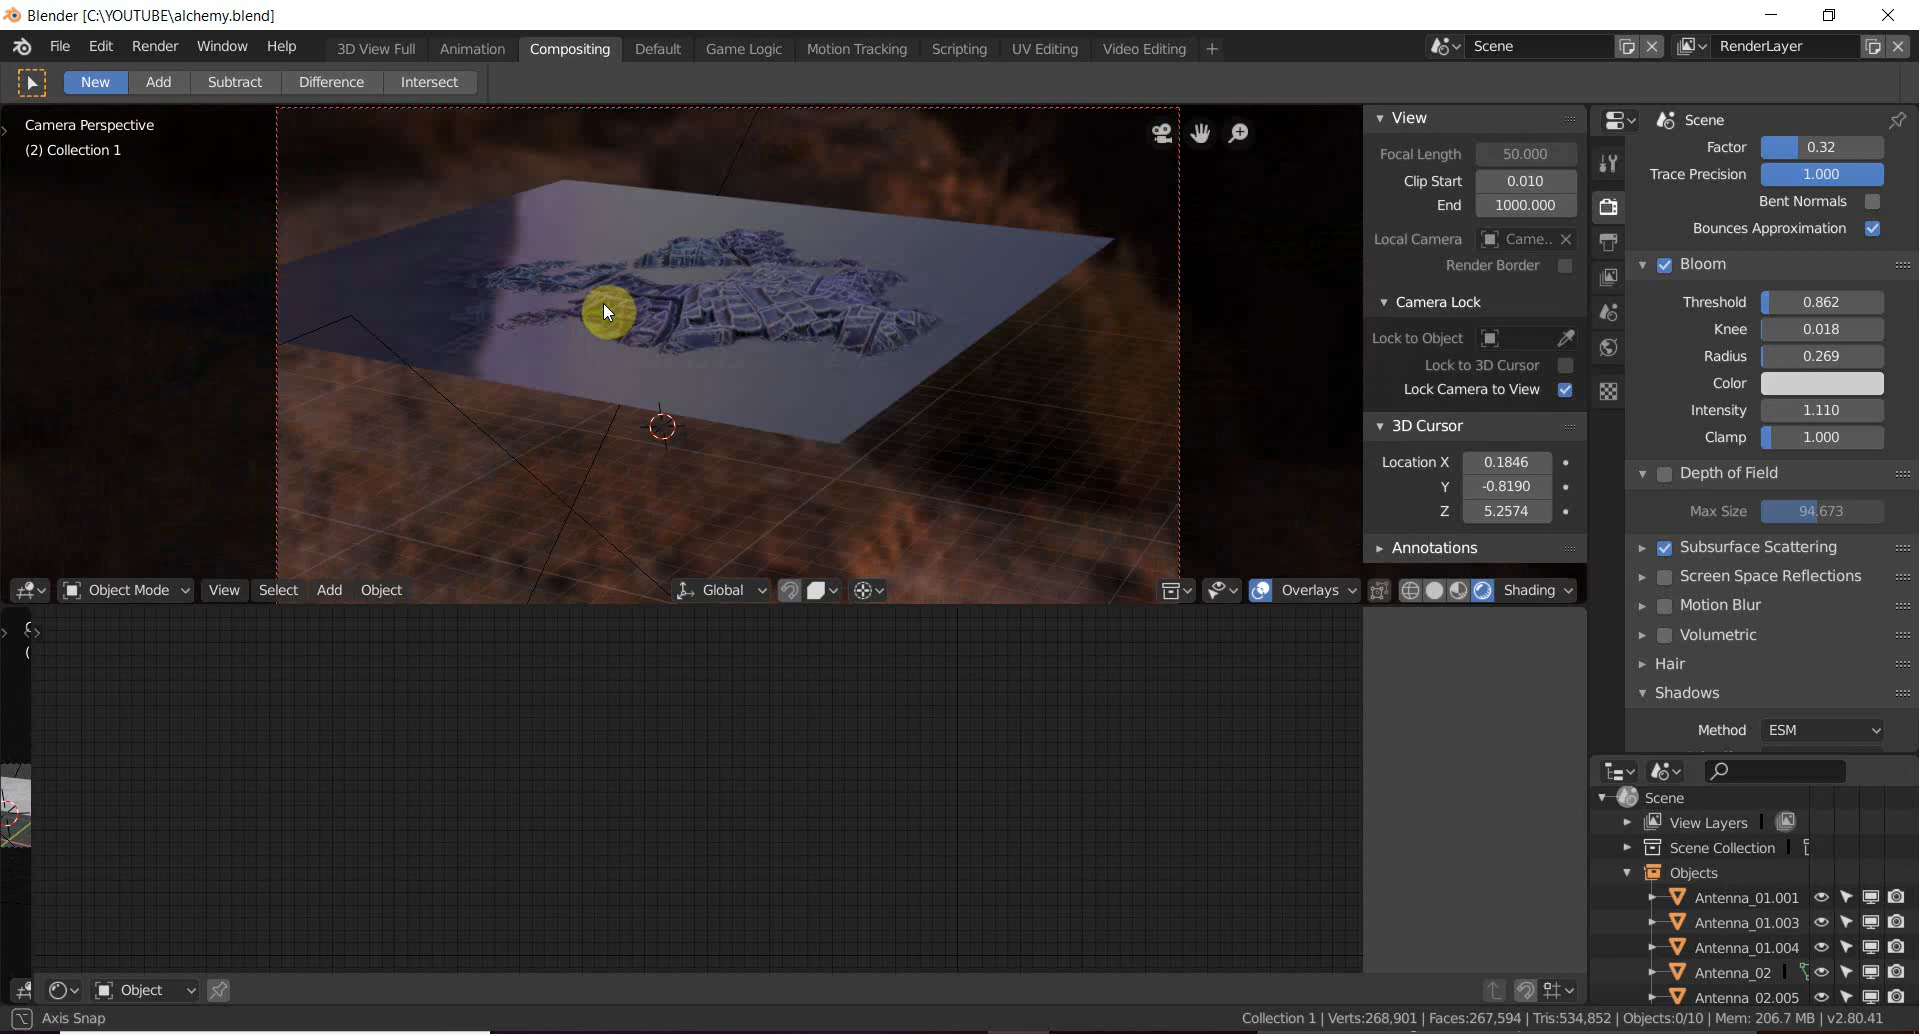 Blender [C:\YOUTUBE\alchemy.blend]
File Edit Render Window Help 3D View Full Animation Compositing Default Game Logic Motion Tracking Scripting UV Editing Video Editing + Scene RenderLayer
New Add Subtract Difference Intersect
Camera Perspective
(2) Collection 1
View
Focal Length 50.000
Clip Start 0.010
End 1000.000
Local Camera Came..
Render Border
Camera Lock
Lock to Object
Lock to 3D Cursor
Lock Camera to View
3D Cursor
Location X 0.1846
Y -0.8190
Z 5.2574
Annotations
Object Mode View Select Add Object Global Overlays Shading
Object
Scene
Factor 0.32
Trace Precision 1.000
Bent Normals
Bounces Approximation
Bloom
Threshold 0.862
Knee 0.018
Radius 0.269
Color
Intensity 1.110
Clamp 1.000
Depth of Field
Max Size 94.673
Subsurface Scattering
Screen Space Reflections
Motion Blur
Volumetric
Hair
Shadows
Method ESM
Scene
View Layers
Scene Collection
Objects
Antenna_01.001
Antenna_01.003
Antenna_01.004
Antenna_02
Antenna_02.005
Axis Snap
Collection 1 | Verts:268,901 | Faces:267,594 | Tris:534,852 | Objects:0/10 | Mem: 206.7 MB | v2.80.41